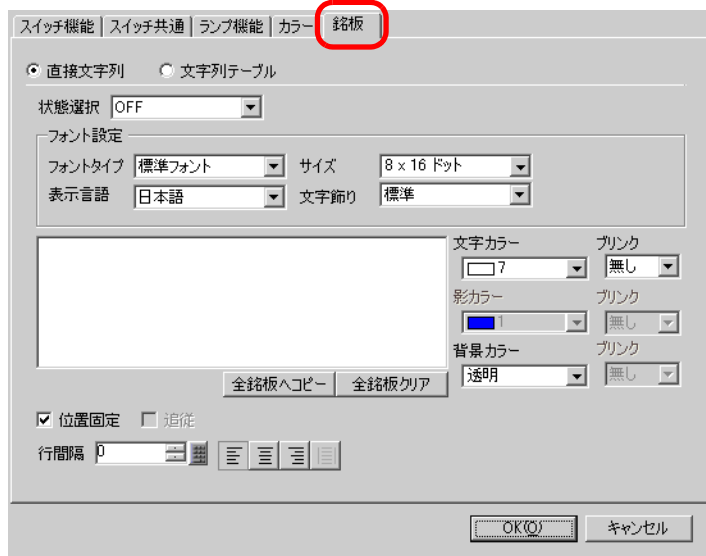 スイッチ機能 スイッチ共通 ランプ機能 カラー 銘板
直接文字列 文字列テーブル
状態選択 OFF
フォント設定
フォントタイプ 標準フォント サイズ 8 x 16 ドット
表示言語 日本語 文字飾り 標準
文字カラー ブリンク
7 無し
影カラー ブリンク
1 無し
背景カラー ブリンク
透明 無し
全銘板へコピー 全銘板クリア
位置固定 追従
行間隔 0
OK(O) キャンセル